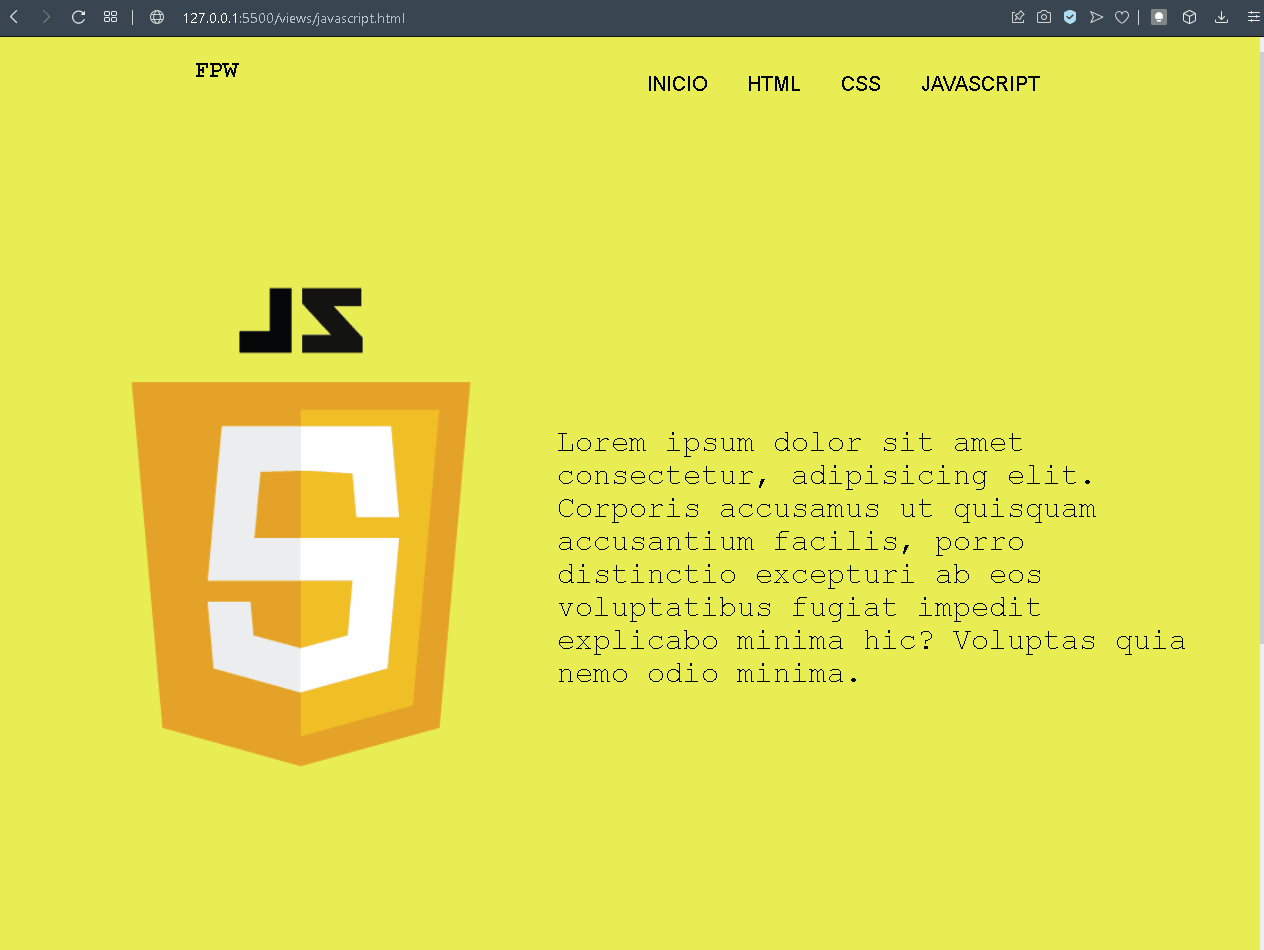 127.0.0.1:5500/views/javascript.html
FPW
INICIO HTML CSS JAVASCRIPT
JS
Lorem ipsum dolor sit amet
consectetur, adipisicing elit.
Corporis accusamus ut quisquam
accusantium facilis, porro
distinctio excepturi ab eos
voluptatibus fugiat impedit
explicabo minima hic? Voluptas quia
nemo odio minima.